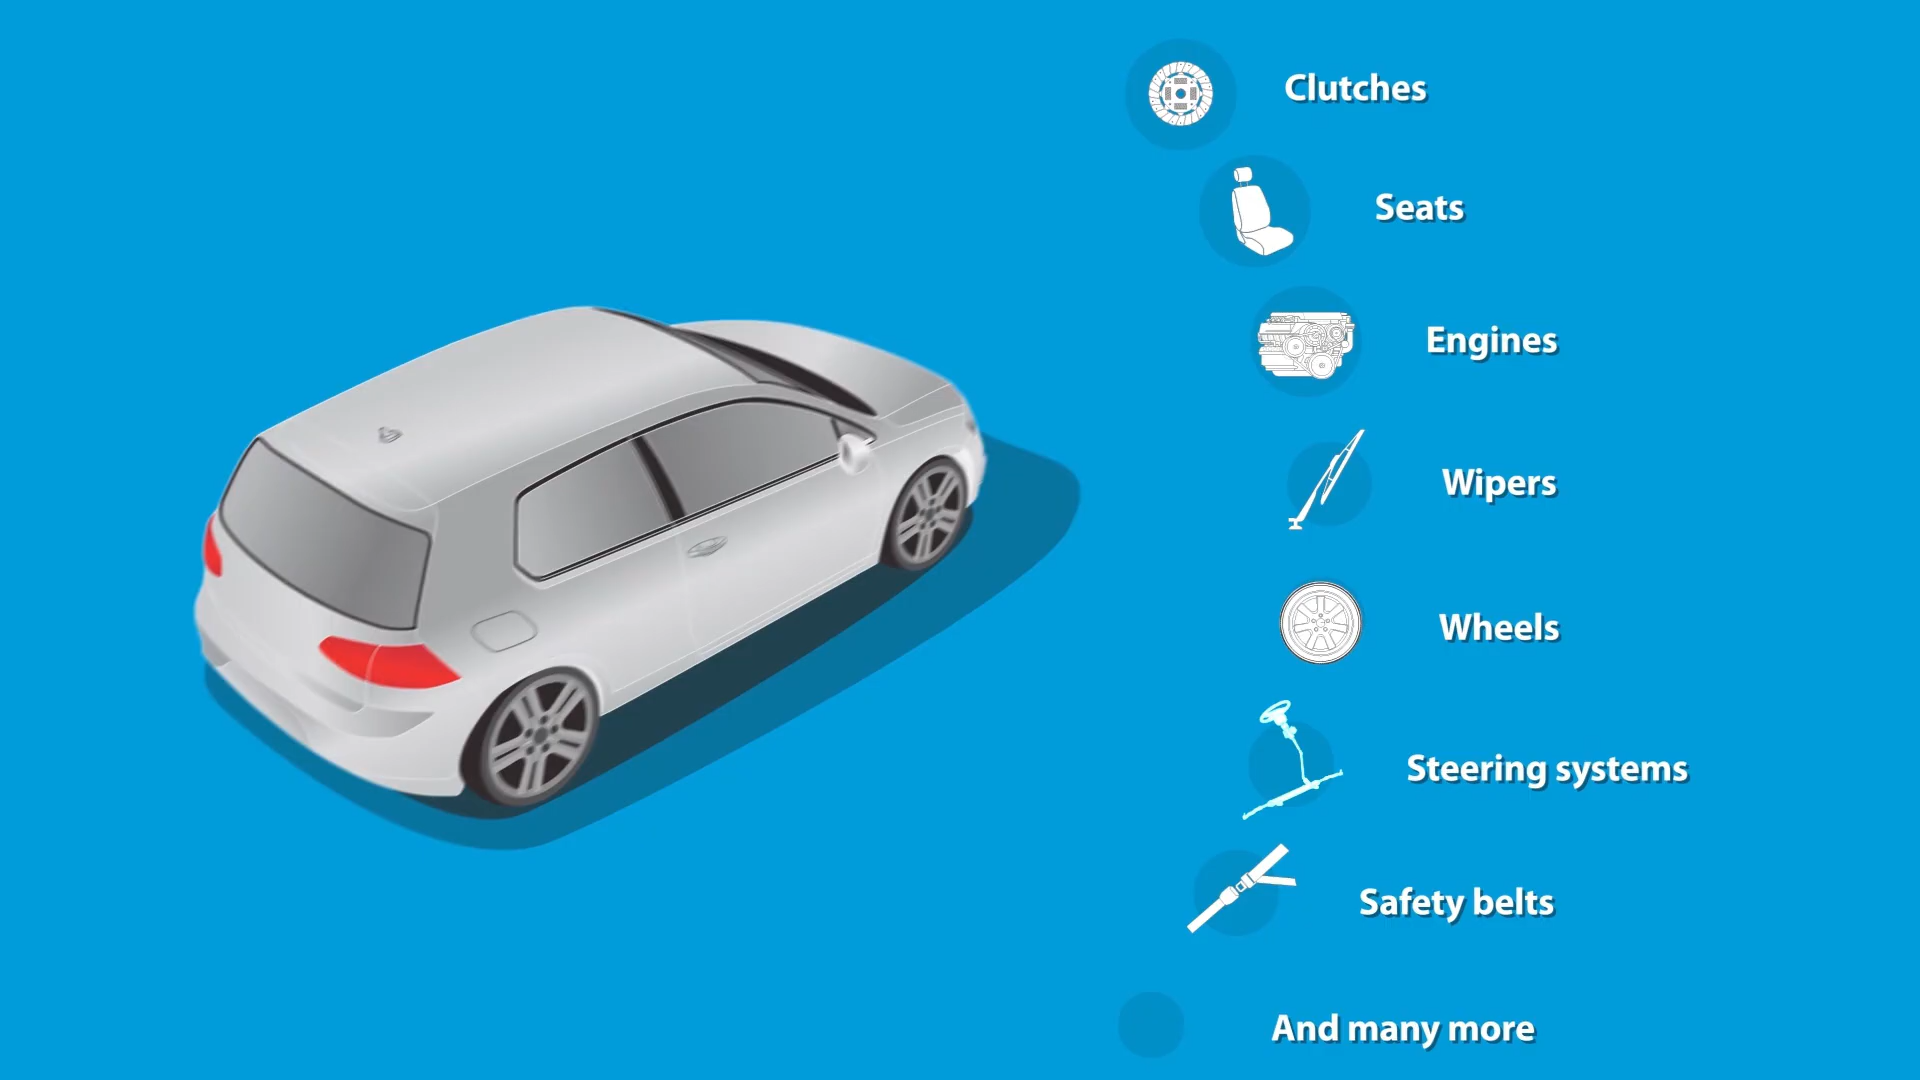 Clutches
Seats
Engines
Wipers
Wheels
Steering systems
Safety belts
And many more